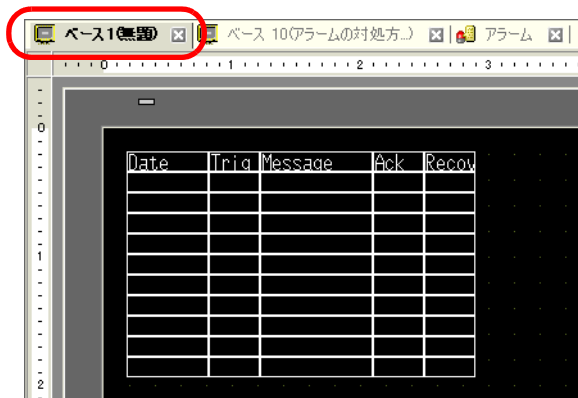 ベース1(無題) ベース 10(アラームの対処方...) アラーム
0 1 2 3
Date Trig Message Ack Recov
0
1
2